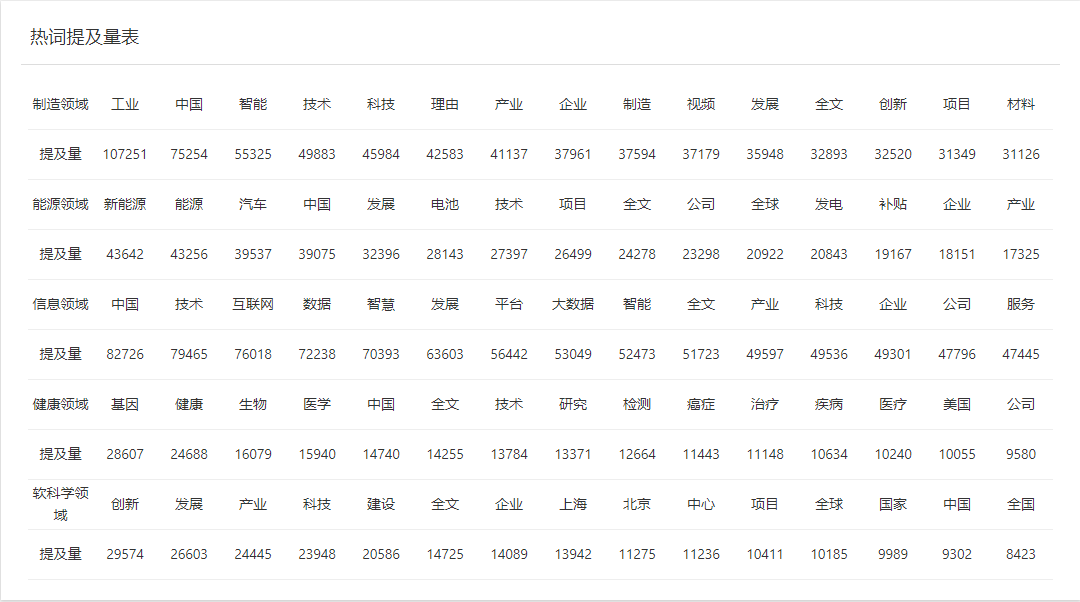 热词提及量表
制造领域 工业 中国 智能 技术 科技 理由 产业 企业 制造 视频 发展 全文 创新 项目 材料
提及量 107251 75254 55325 49883 45984 42583 41137 37961 37594 37179 35948 32893 32520 31349 31126
能源领域 新能源 能源 汽车 中国 发展 电池 技术 项目 全文 公司 全球 发电 补贴 企业 产业
提及量 43642 43256 39537 39075 32396 28143 27397 26499 24278 23298 20922 20843 19167 18151 17325
信息领域 中国 技术 互联网 数据 智慧 发展 平台 大数据 智能 全文 产业 科技 企业 公司 服务
提及量 82726 79465 76018 72238 70393 63603 56442 53049 52473 51723 49597 49536 49301 47796 47445
健康领域 基因 健康 生物 医学 中国 全文 技术 研究 检测 癌症 治疗 疾病 医疗 美国 公司
提及量 28607 24688 16079 15940 14740 14255 13784 13371 12664 11443 11148 10634 10240 10055 9580
软科学领
域 创新 发展 产业 科技 建设 全文 企业 上海 北京 中心 项目 全球 国家 中国 全国
提及量 29574 26603 24445 23948 20586 14725 14089 13942 11275 11236 10411 10185 9989 9302 8423